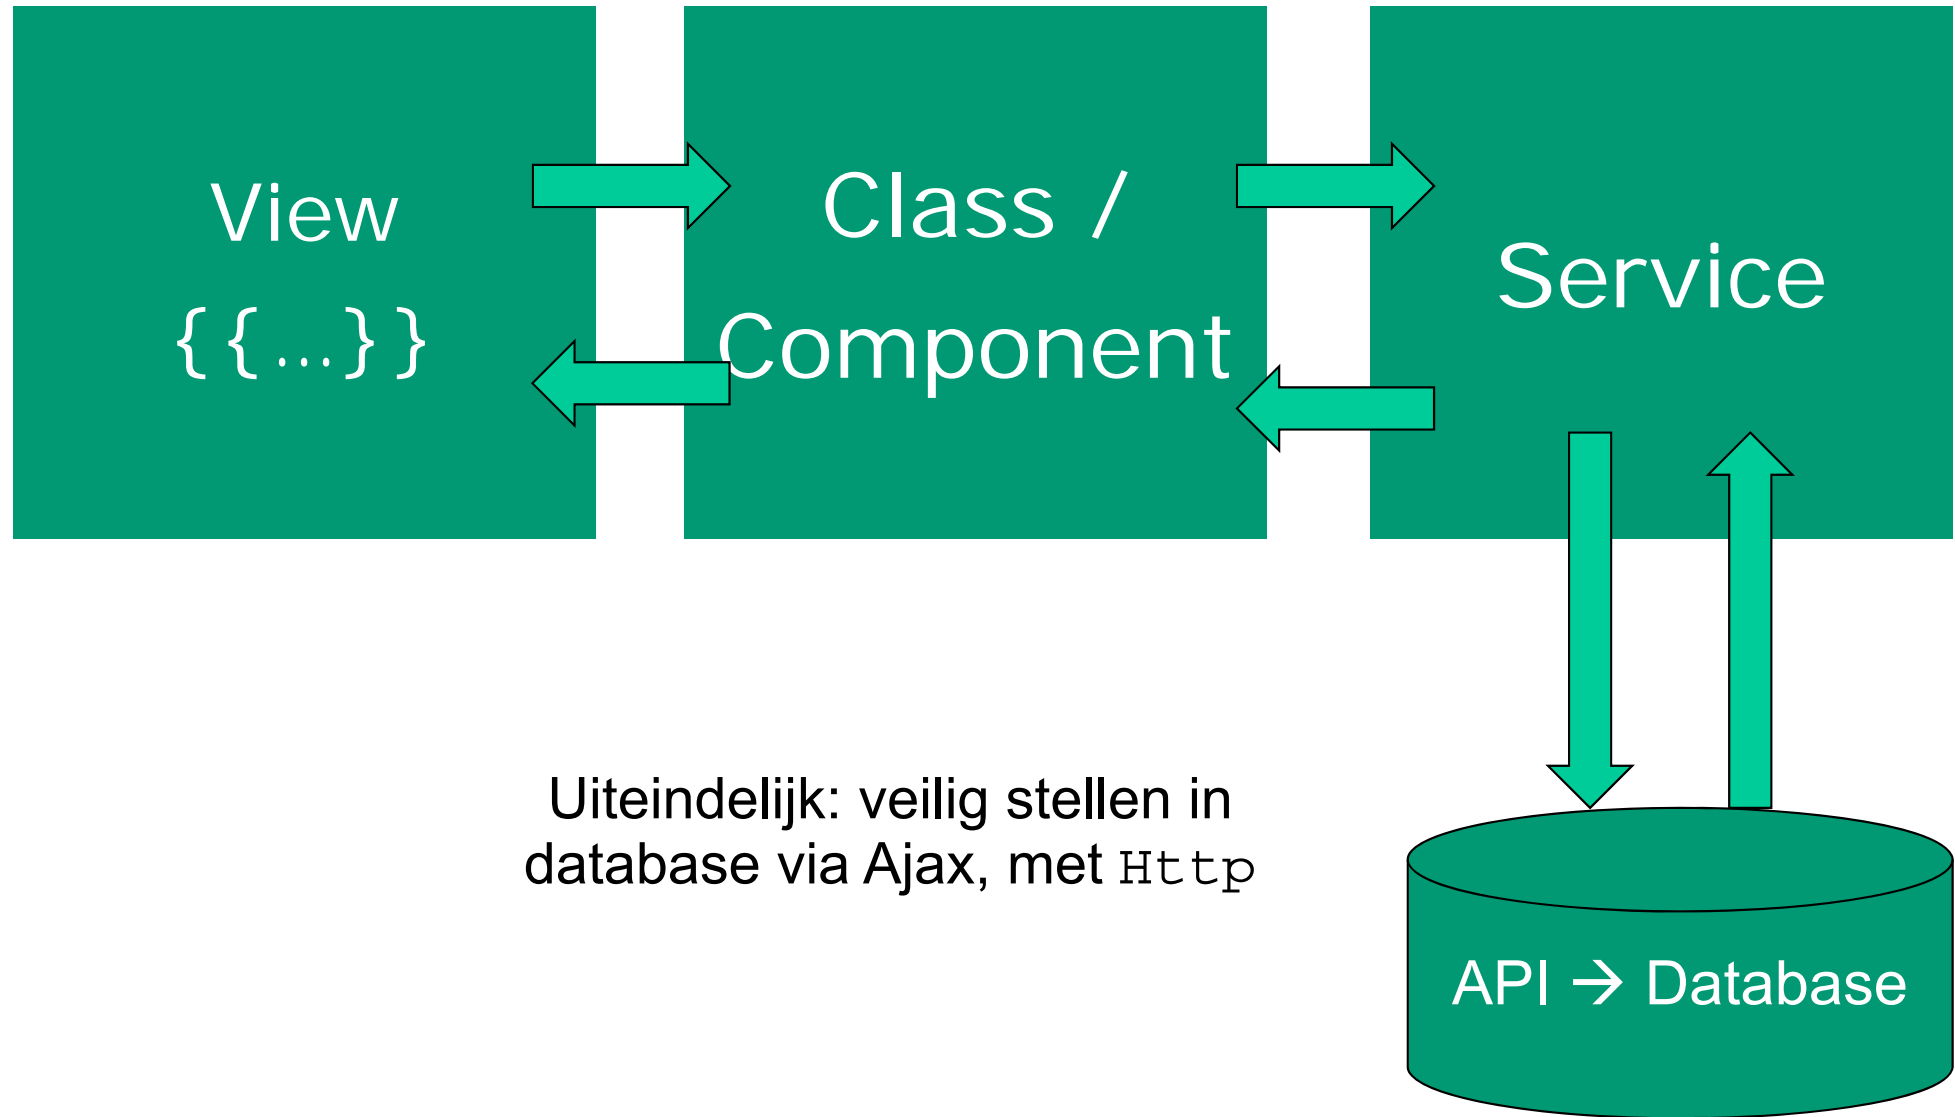 View
{{…}}
Class /
Component
Service
Uiteindelijk: veilig stellen in
database via Ajax, met Http
API → Database